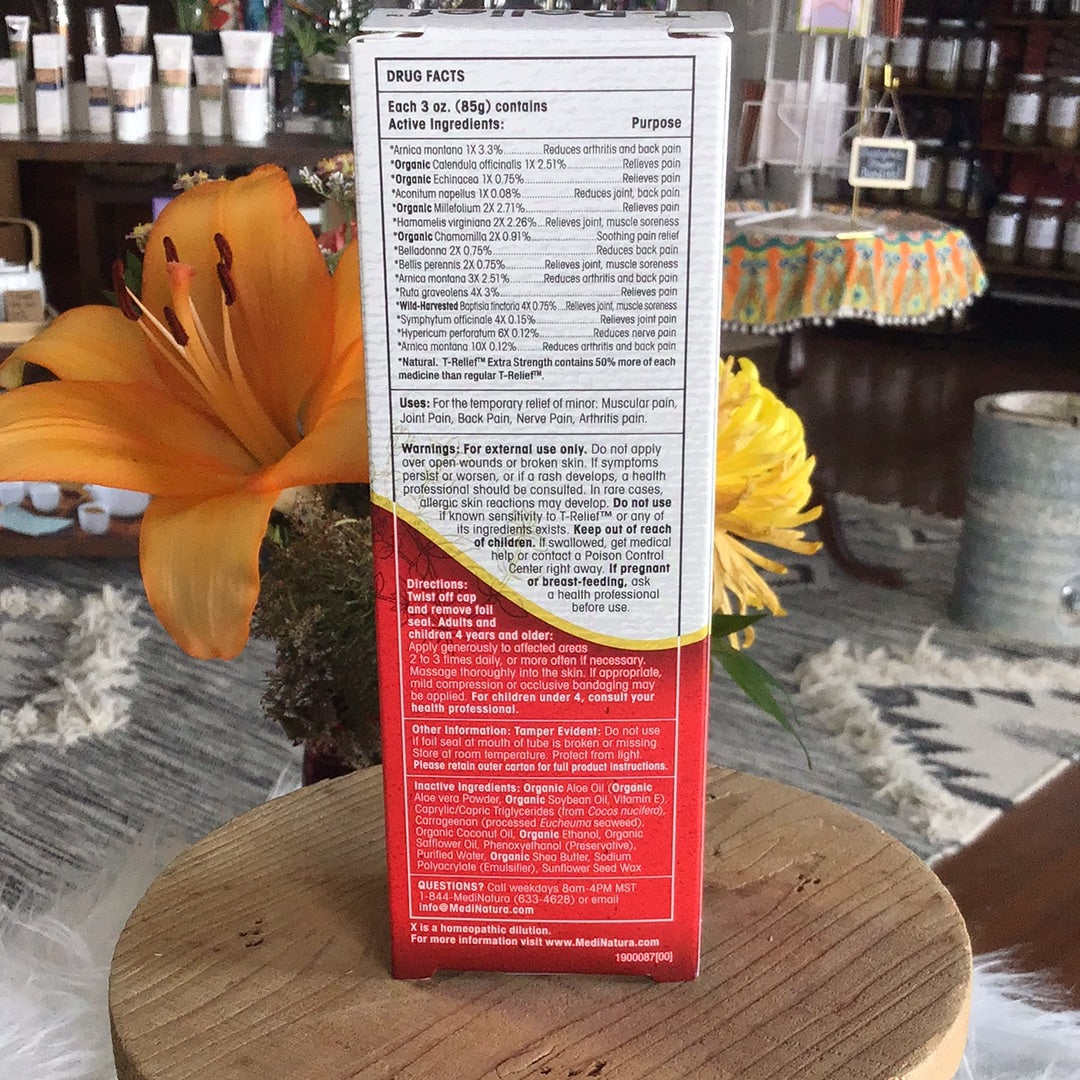 DRUG FACTS
Each 3 oz. (85g) contains
Active Ingredients: Purpose
*Arnica montana 1X 3.3%..............Reduces arthritis and back pain
*Organic Calendula officinalis 1X 2.51%..............Relieves pain
*Organic Echinacea 1X 0.75%..............Relieves pain
*Aconitum napellus 1X 0.08%..............Reduces joint, back pain
*Organic Millefolium 2X 2.71%..............Relieves pain
*Hamamelis virginiana 2X 2.26%...Relieves joint, muscle soreness
*Organic Chamomilla 2X 0.91%..............Soothing pain relief
*Belladonna 2X 0.75%..............Reduces back pain
*Bellis perennis 2X 0.75%..............Relieves joint, muscle soreness
*Arnica montana 3X 2.51%..............Reduces arthritis and back pain
*Ruta graveolens 4X 3%..............Relieves pain
*Wild-Harvested Baptisia tinctoria 4X 0.75%...Relieves joint, muscle soreness
*Symphytum officinale 4X 0.15%..............Relieves joint pain
*Hypericum perforatum 6X 0.12%..............Reduces nerve pain
*Arnica montana 10X 0.12%..............Reduces arthritis and back pain
*Natural. T-Relief™ Extra Strength contains 50% more of each
medicine than regular T-Relief™.
Uses: For the temporary relief of minor: Muscular pain,
Joint Pain, Back Pain, Nerve Pain, Arthritis pain.
Warnings: For external use only. Do not apply
over open wounds or broken skin. If symptoms
persist or worsen, or if a rash develops, a health
professional should be consulted. In rare cases,
allergic skin reactions may develop. Do not use
if known sensitivity to T-Relief™ or any of
its ingredients exists. Keep out of reach
of children. If swallowed, get medical
help or contact a Poison Control
Center right away. If pregnant
or breast-feeding, ask
a health professional
before use.
Directions:
Twist off cap
and remove foil
seal. Adults and
children 4 years and older:
Apply generously to affected areas
2 to 3 times daily, or more often if necessary.
Massage thoroughly into the skin. If appropriate,
mild compression or occlusive bandaging may
be applied. For children under 4, consult your
health professional.
Other Information: Tamper Evident: Do not use
if foil seal at mouth of tube is broken or missing.
Store at room temperature. Protect from light.
Please retain outer carton for full product instructions.
Inactive Ingredients: Organic Aloe Oil (Organic
Aloe vera Powder, Organic Soybean Oil, Vitamin E),
Caprylic/Capric Triglycerides (from Cocos nucifera),
Carrageenan (processed Eucheuma seaweed),
Organic Coconut Oil, Organic Ethanol, Organic
Safflower Oil, Phenoxyethanol (Preservative),
Purified Water, Organic Shea Butter, Sodium
Polyacrylate (Emulsifier), Sunflower Seed Wax
QUESTIONS? Call weekdays 8am-4PM MST
1-844-MediNatura (633-4628) or email
Info@MediNatura.com
X is a homeopathic dilution.
For more information visit www.MediNatura.com
1900087[00]